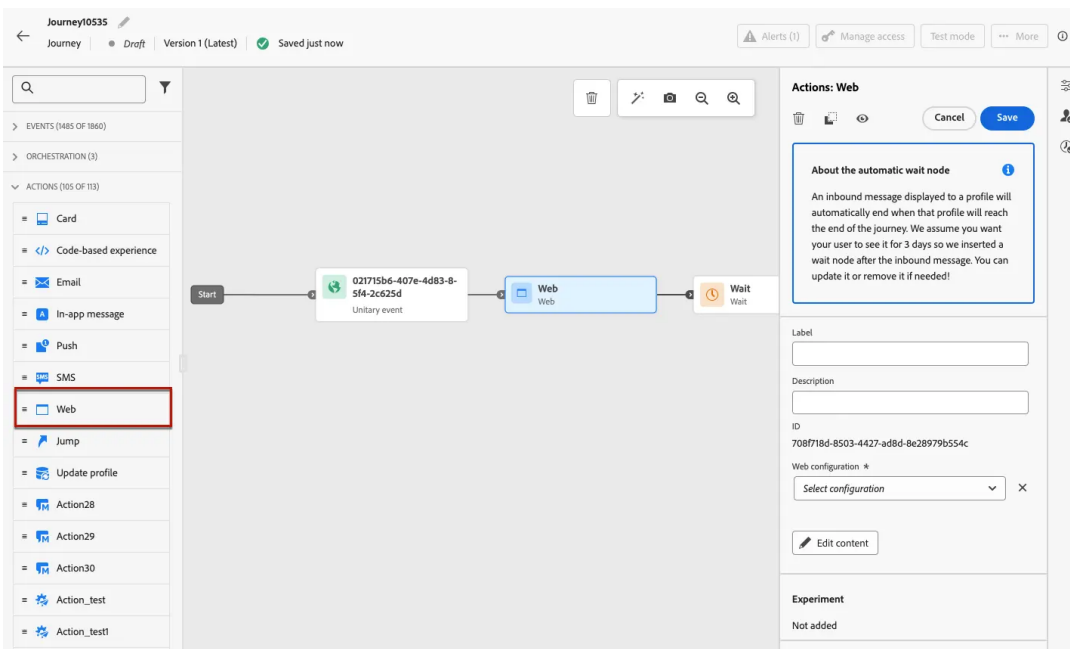 Journey10535
Journey
Draft
Version 1 (Latest)
Saved just now
Alerts (1)
Manage access
Test mode
More
EVENTS (1485 OF 1860)
ORCHESTRATION (3)
ACTIONS (105 OF 113)
Card
Code-based experience
Email
In-app message
Push
SMS
Web
Jump
Update profile
Action28
Action29
Action30
Action_test
Action_test1
Start
021715b6-407e-4d83-8-
5f4-2c625d
Unitary event
Web
Web
Wait
Wait
Actions: Web
Cancel
Save
About the automatic wait node
An inbound message displayed to a profile will
automatically end when that profile will reach
the end of the journey. We assume you want
your user to see it for 3 days so we inserted a
wait node after the inbound message. You can
update it or remove it if needed!
Label
Description
ID
708f718d-8503-4427-ad8d-8e28979b554c
Web configuration *
Select configuration
Edit content
Experiment
Not added